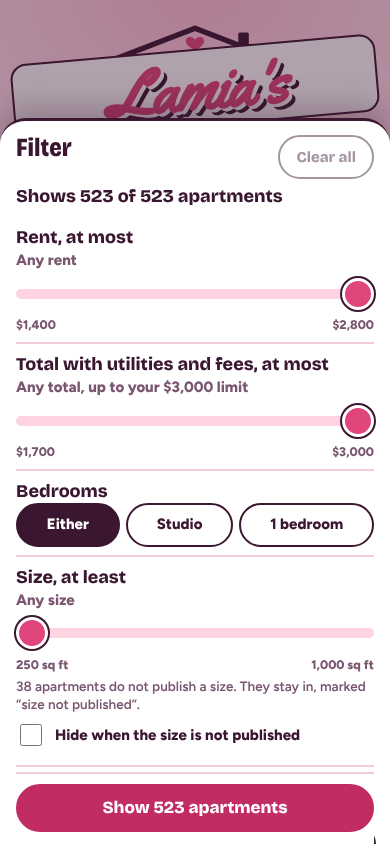 Lamia's
Filter
Clear all
Shows 523 of 523 apartments
Rent, at most
Any rent
$1,400
$2,800
Total with utilities and fees, at most
Any total, up to your $3,000 limit
$1,700
$3,000
Bedrooms
Either
Studio
1 bedroom
Size, at least
Any size
250 sq ft
1,000 sq ft
38 apartments do not publish a size. They stay in, marked
“size not published”.
Hide when the size is not published
Show 523 apartments